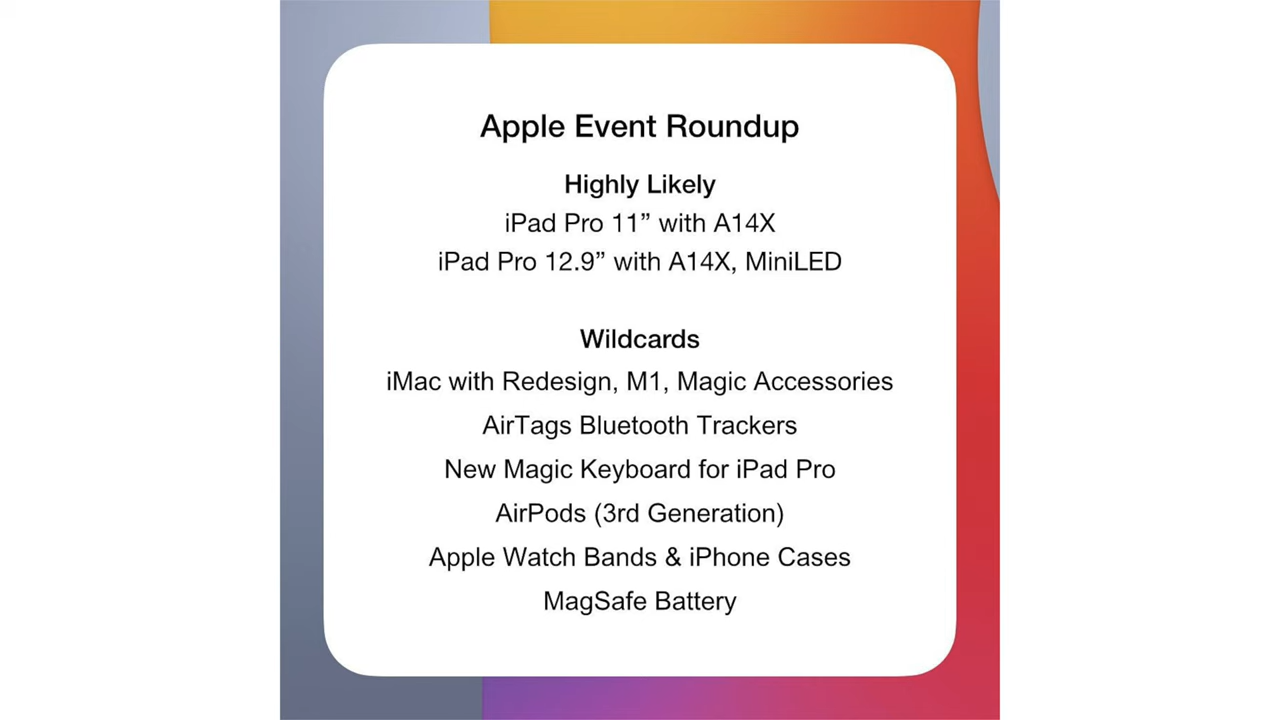 Apple Event Roundup
Highly Likely
iPad Pro 11” with A14X
iPad Pro 12.9” with A14X, MiniLED
Wildcards
iMac with Redesign, M1, Magic Accessories
AirTags Bluetooth Trackers
New Magic Keyboard for iPad Pro
AirPods (3rd Generation)
Apple Watch Bands & iPhone Cases
MagSafe Battery